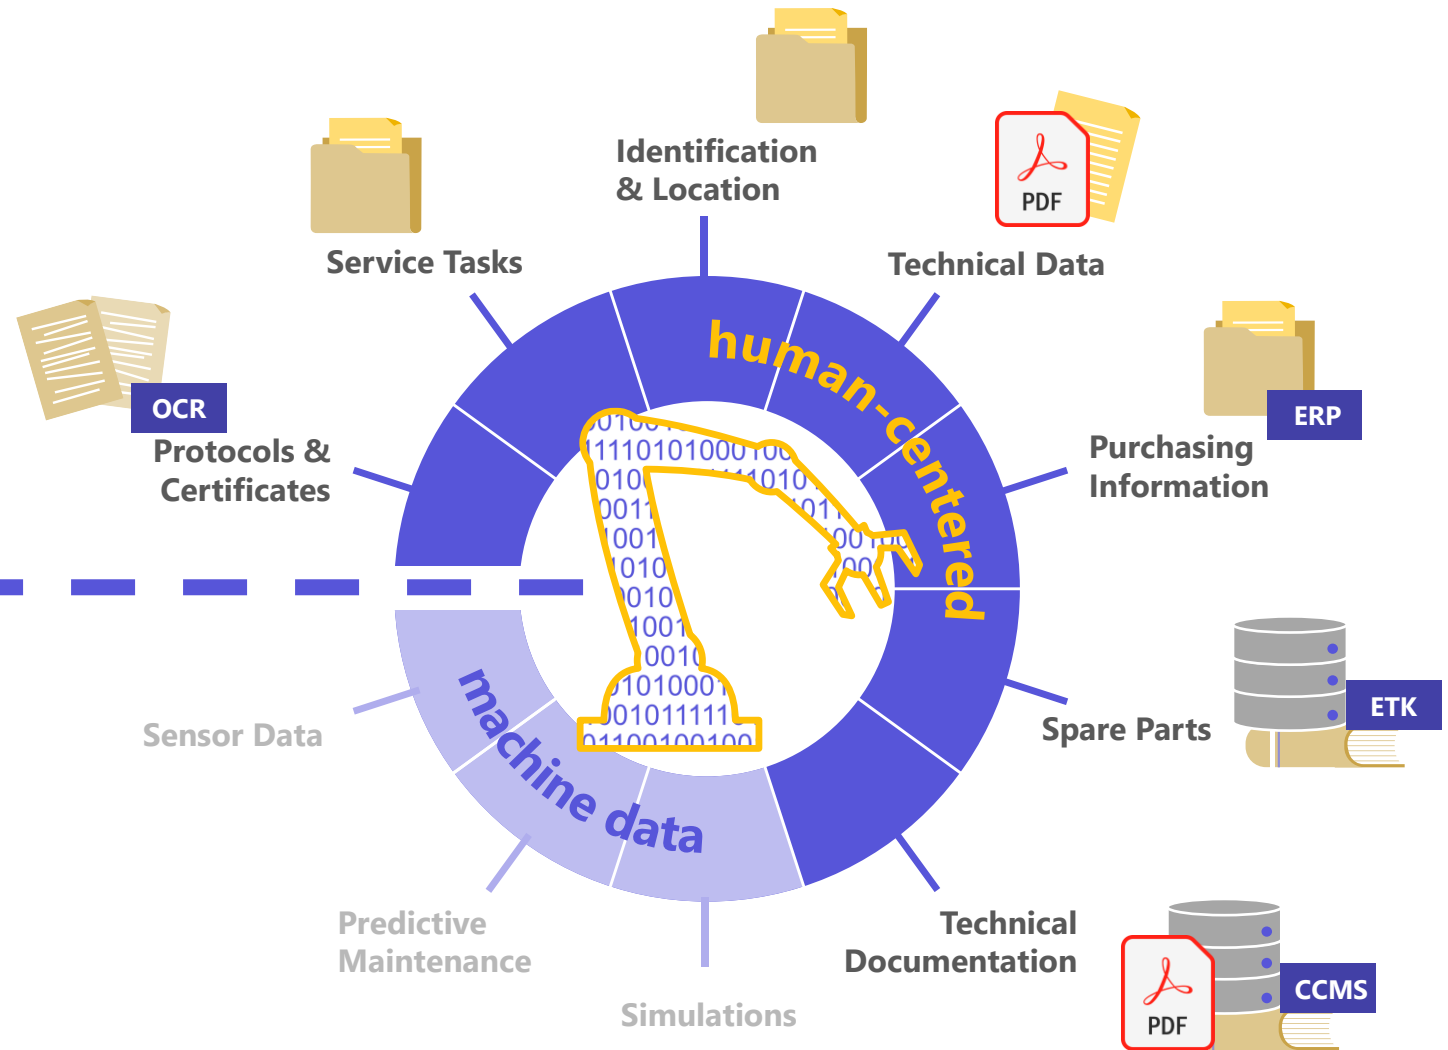 Identification
& Location
PDF
Technical Data
Service Tasks
OCR
Protocols &
Certificates
ERP
Purchasing
Information
human-centered
ETK
Spare Parts
machine data
Sensor Data
Predictive
Maintenance
Simulations
Technical
Documentation
CCMS
PDF